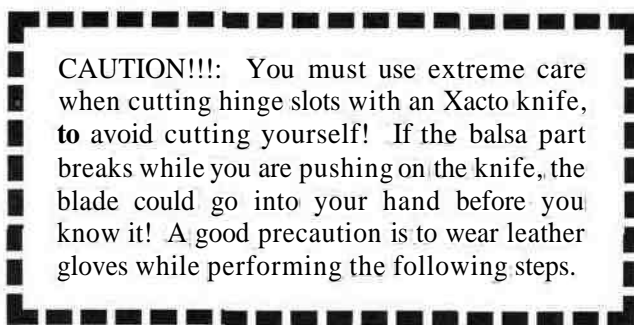 CAUTION!!!: You must use extreme care
when cutting hinge slots with an Xacto knife,
to avoid cutting yourself! If the balsa part
breaks while you are pushing on the knife, the
blade could go into your hand before you
know it! A good precaution is to wear leather
gloves while performing the following steps.